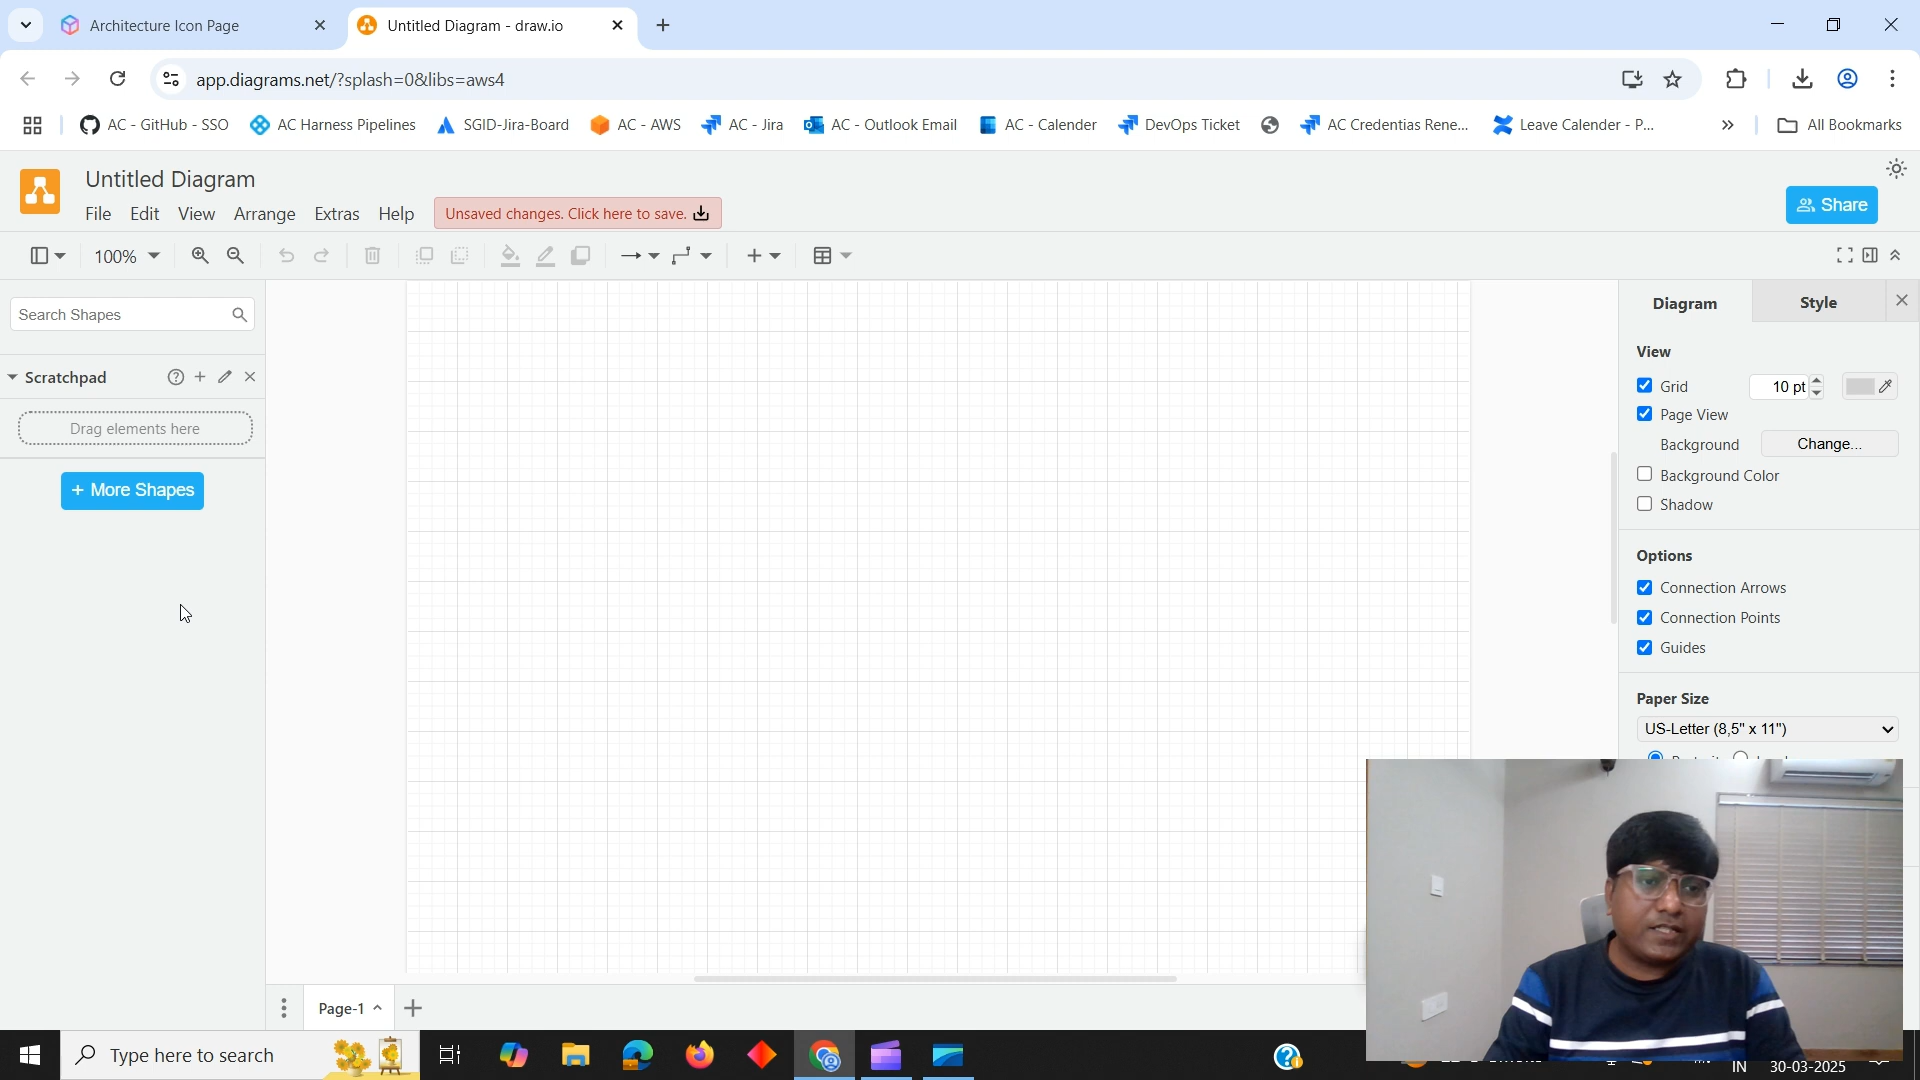 Architecture Icon Page
Untitled Diagram - draw.io
app.diagrams.net/?splash=0&libs=aws4
AC - GitHub - SSO
AC Harness Pipelines
SGID-Jira-Board
AC - AWS
AC - Jira
AC - Outlook Email
AC - Calender
DevOps Ticket
AC Credentias Rene...
Leave Calender - P...
All Bookmarks
Untitled Diagram
File Edit View Arrange Extras Help
Unsaved changes. Click here to save.
Share
100%
Search Shapes
Scratchpad
Drag elements here
+ More Shapes
Diagram
Style
View
Grid
10 pt
Page View
Background
Change...
Background Color
Shadow
Options
Connection Arrows
Connection Points
Guides
Paper Size
US-Letter (8,5" x 11")
Page-1
Type here to search
IN
30-03-2025